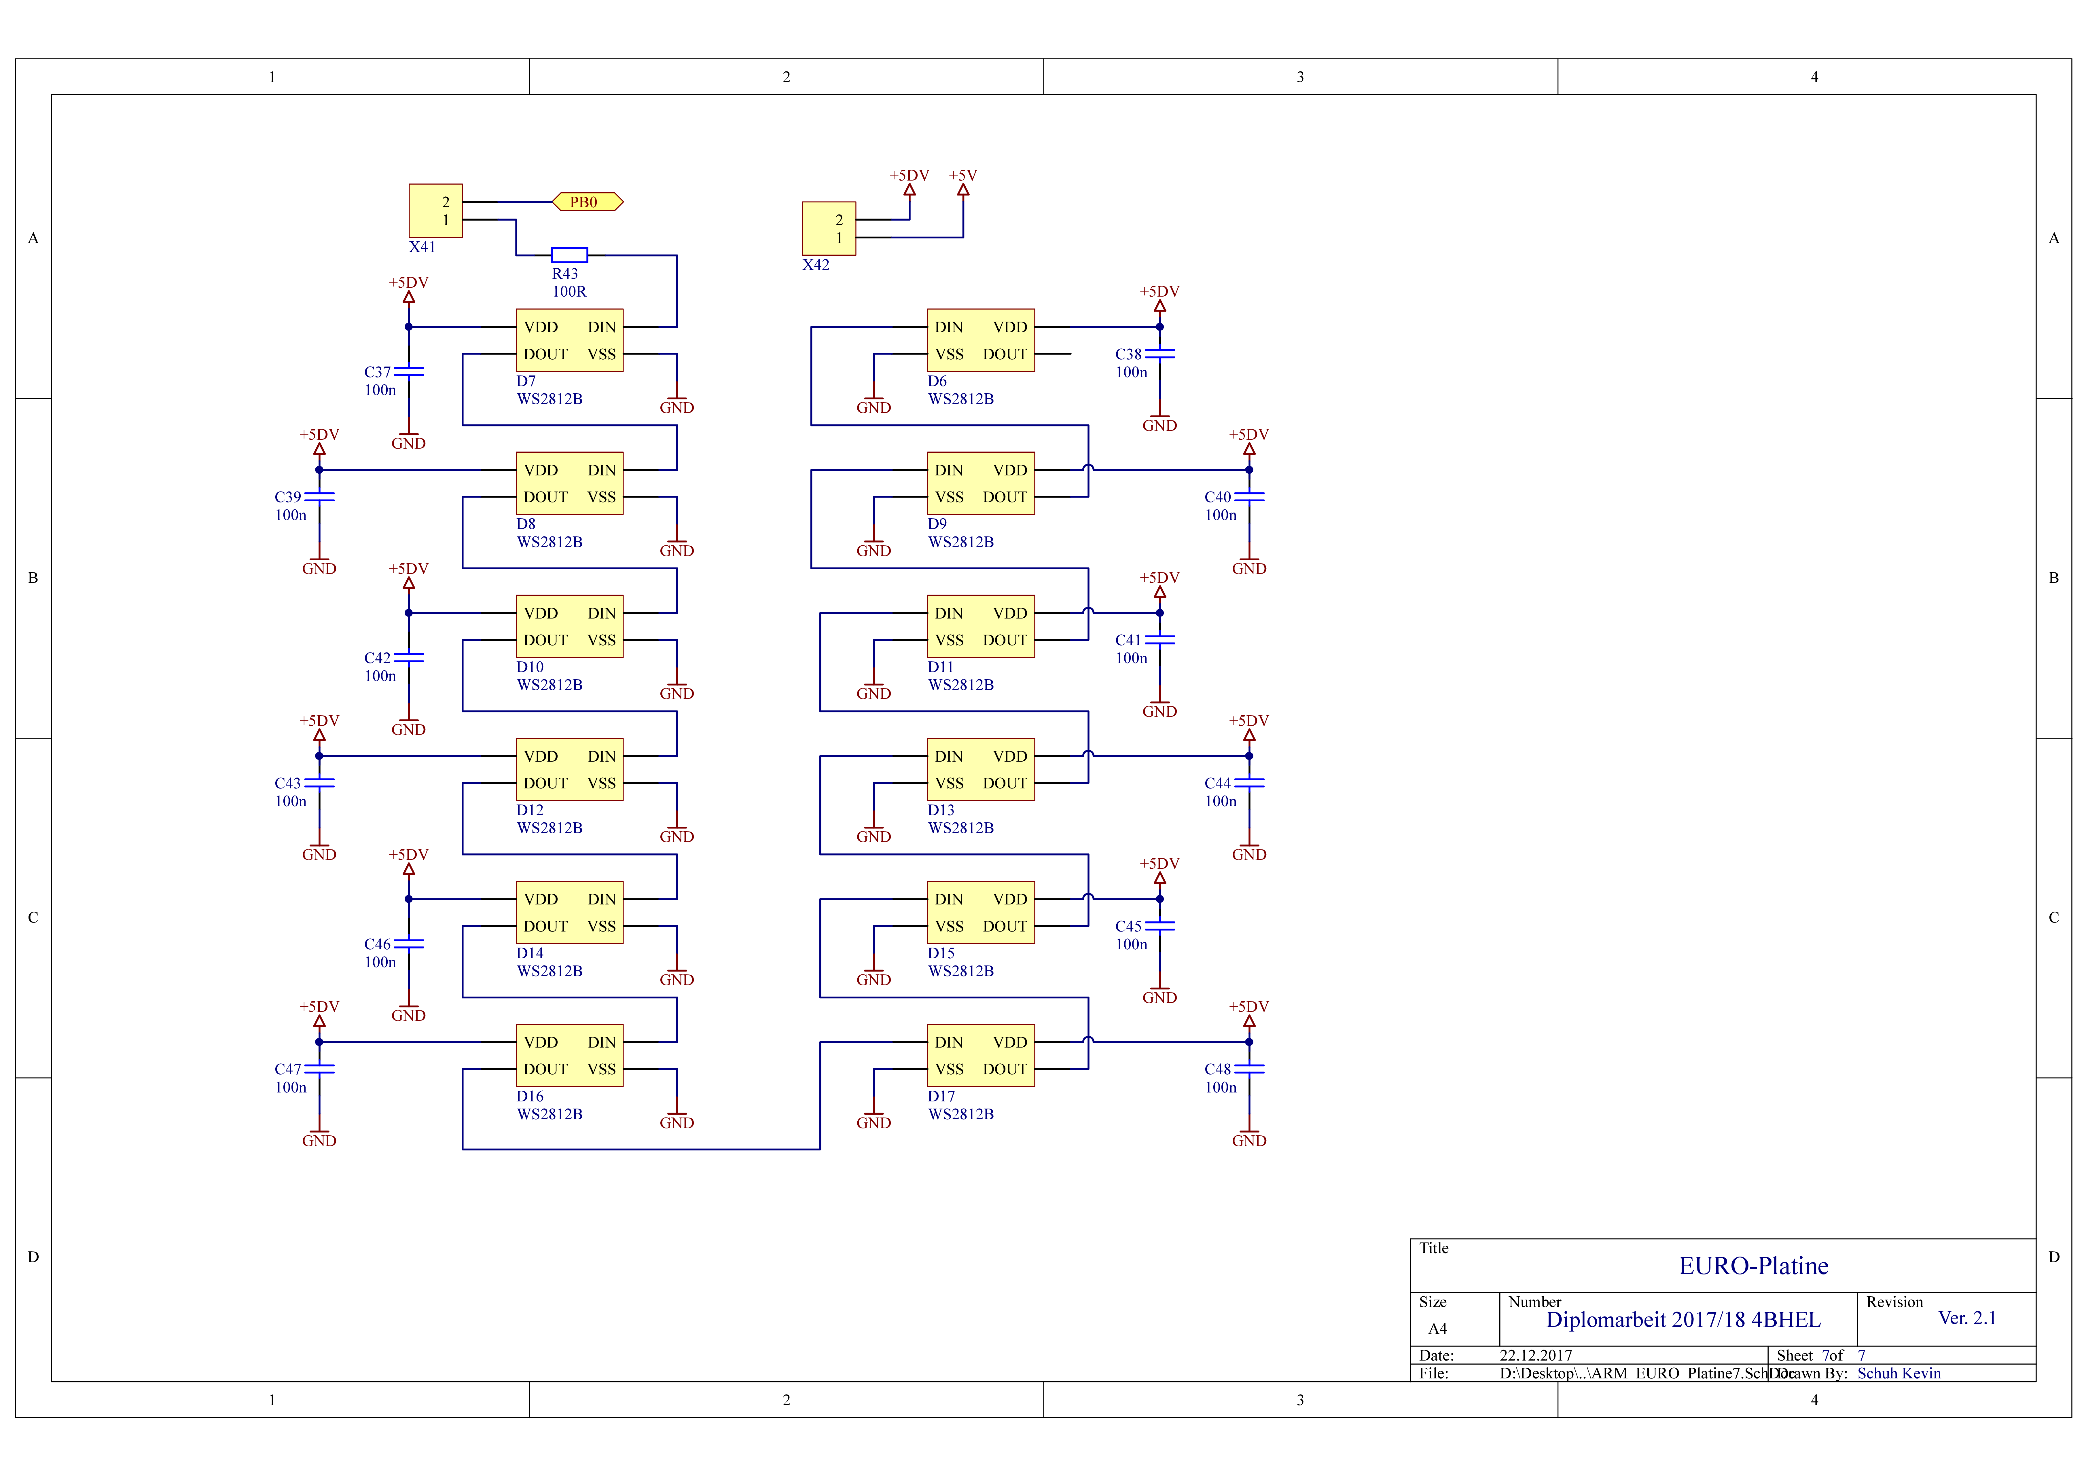 1 2 3 4
+5DV +5V
2 PB0
1
X41
2
1
X42
A A
R43
100R
+5DV
VDD DIN
DOUT VSS
C37
100n
D7
WS2812B
GND
GND
+5DV
DIN VDD
VSS DOUT
C38
100n
D6
WS2812B
GND
GND
+5DV
VDD DIN
DOUT VSS
C39
100n
D8
WS2812B
GND
GND
+5DV
DIN VDD
VSS DOUT
C40
100n
D9
WS2812B
GND
GND
B B
+5DV
VDD DIN
DOUT VSS
C42
100n
D10
WS2812B
GND
GND
+5DV
DIN VDD
VSS DOUT
C41
100n
D11
WS2812B
GND
GND
+5DV
VDD DIN
DOUT VSS
C43
100n
D12
WS2812B
GND
GND
+5DV
DIN VDD
VSS DOUT
C44
100n
D13
WS2812B
GND
GND
C C
+5DV
VDD DIN
DOUT VSS
C46
100n
D14
WS2812B
GND
GND
+5DV
DIN VDD
VSS DOUT
C45
100n
D15
WS2812B
GND
GND
+5DV
VDD DIN
DOUT VSS
C47
100n
D16
WS2812B
GND
GND
+5DV
DIN VDD
VSS DOUT
C48
100n
D17
WS2812B
GND
GND
D D
Title
EURO-Platine
Size Number Revision
A4 Diplomarbeit 2017/18 4BHEL Ver. 2.1
Date: 22.12.2017 Sheet 7of 7
File: D:\Desktop\..\ARM_EURO_Platine7.SchDoc Drawn By: Schuh Kevin
1 2 3 4